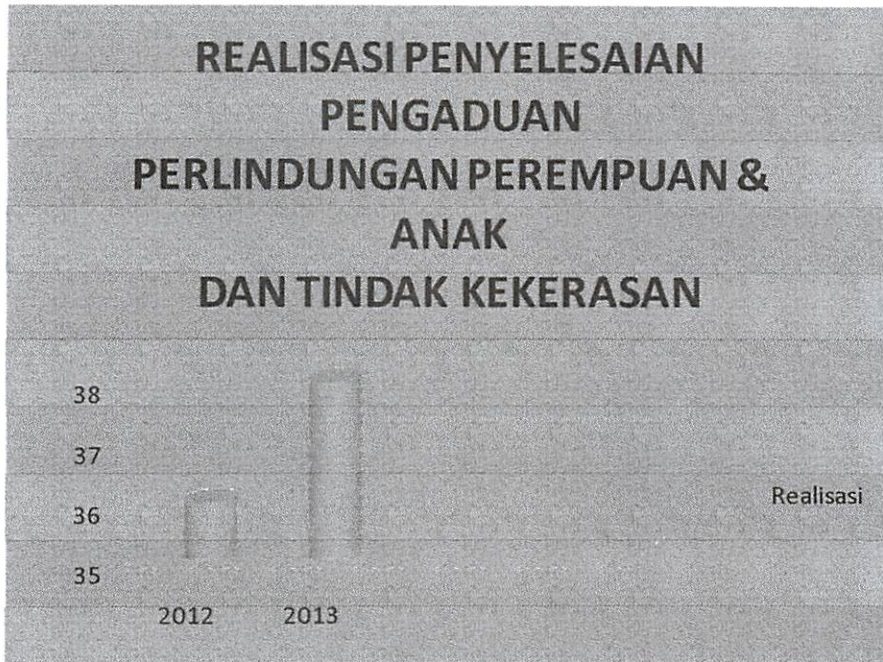 REALISASI PENYELESAIAN
PENGADUAN
PERLINDUNGAN PEREMPUAN &
ANAK
DAN TINDAK KEKERASAN
38
37
36
35
Realisasi
2012 2013